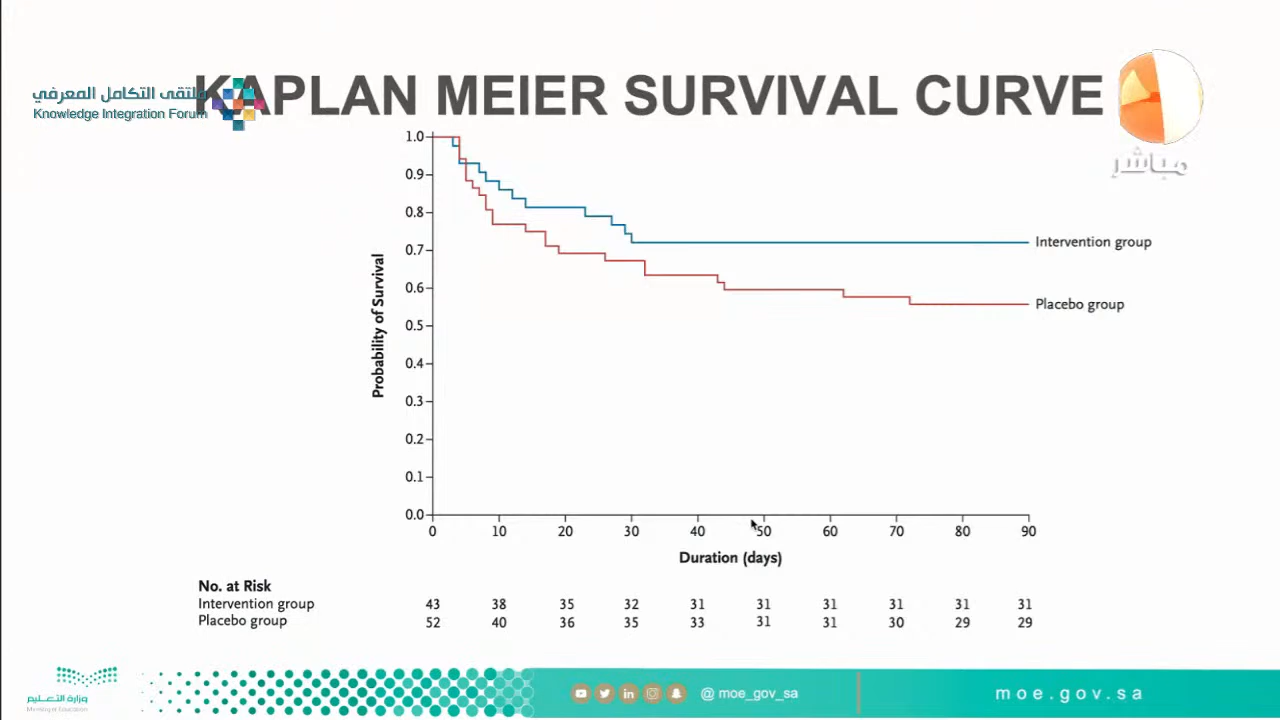 KAPLAN MEIER SURVIVAL CURVE
ملتقى التكامل المعرفي
Knowledge Integration Forum
مباشر
1.0
0.9
0.8
0.7
0.6
0.5
0.4
0.3
0.2
0.1
0.0
Probability of Survival
Intervention group
Placebo group
0 10 20 30 40 50 60 70 80 90
Duration (days)
No. at Risk
Intervention group 43 38 35 32 31 31 31 31 31 31
Placebo group 52 40 36 35 33 31 31 30 29 29
وزارة التعليم
Ministry of Education
@ moe_gov_sa
moe.gov.sa